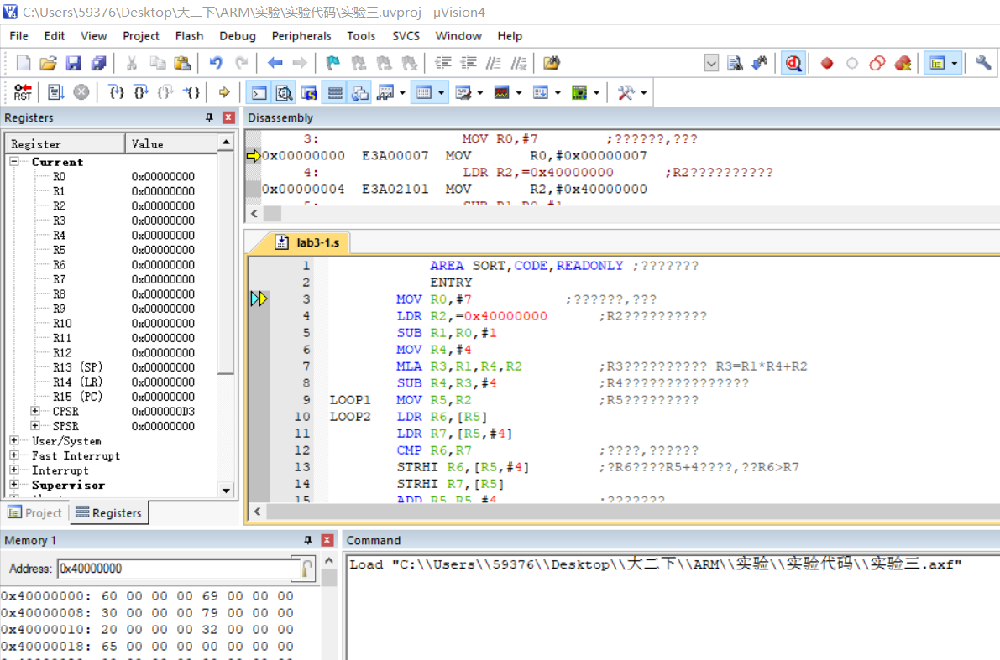 C:\Users\59376\Desktop\大二下\ARM\实验\实验代码\实验三.uvproj - µVision4
File Edit View Project Flash Debug Peripherals Tools SVCS Window Help
RST
Registers
Register Value
Current
R0 0x00000000
R1 0x00000000
R2 0x00000000
R3 0x00000000
R4 0x00000000
R5 0x00000000
R6 0x00000000
R7 0x00000000
R8 0x00000000
R9 0x00000000
R10 0x00000000
R11 0x00000000
R12 0x00000000
R13 (SP) 0x00000000
R14 (LR) 0x00000000
R15 (PC) 0x00000000
CPSR 0x000000D3
SPSR 0x00000000
User/System
Fast Interrupt
Interrupt
Supervisor
Project Registers
Disassembly
3: MOV R0,#7 ;??????,???
0x00000000 E3A00007 MOV R0,#0x00000007
4: LDR R2,=0x40000000 ;R2??????????
0x00000004 E3A02101 MOV R2,#0x40000000
5: SUB R1,R0,#1
lab3-1.s
1 AREA SORT,CODE,READONLY ;???????
2 ENTRY
3 MOV R0,#7 ;??????,???
4 LDR R2,=0x40000000 ;R2??????????
5 SUB R1,R0,#1
6 MOV R4,#4
7 MLA R3,R1,R4,R2 ;R3?????????? R3=R1*R4+R2
8 SUB R4,R3,#4 ;R4???????????????
9 LOOP1 MOV R5,R2 ;R5?????????
10 LOOP2 LDR R6,[R5]
11 LDR R7,[R5,#4]
12 CMP R6,R7 ;????,??????
13 STRHI R6,[R5,#4] ;?R6????R5+4????,??R6>R7
14 STRHI R7,[R5]
15 ADD R5,R5,#4 ;???????
Memory 1
Address: 0x40000000
0x40000000: 60 00 00 00 69 00 00 00
0x40000008: 30 00 00 00 79 00 00 00
0x40000010: 20 00 00 00 32 00 00 00
0x40000018: 65 00 00 00 00 00 00 00
Command
Load "C:\\Users\\59376\\Desktop\\大二下\\ARM\\实验\\实验代码\\实验三.axf"